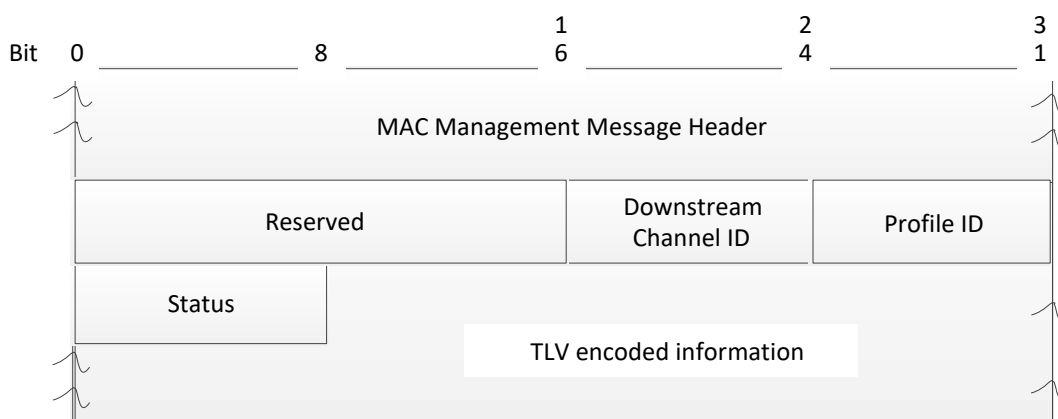 1 2 3
Bit 0 8 6 4 1
MAC Management Message Header
Reserved
Downstream
Channel ID
Profile ID
Status
TLV encoded information